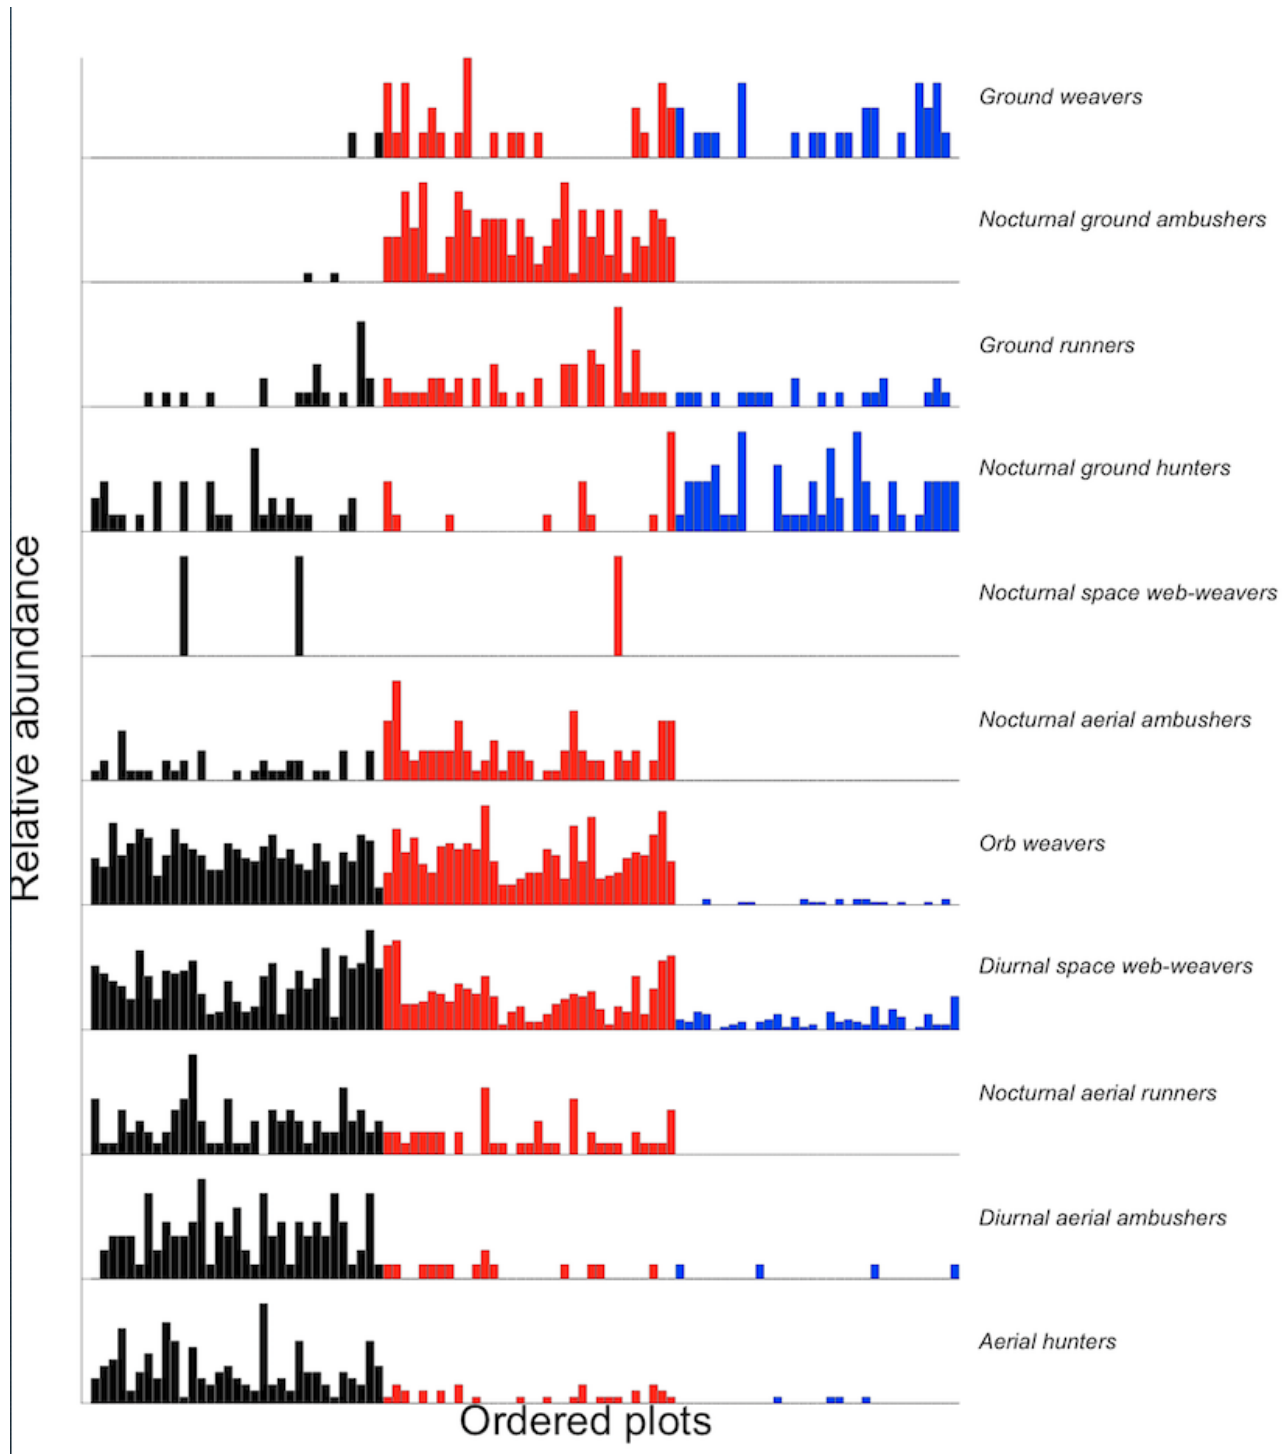 Ground weavers
Nocturnal ground ambushers
Ground runners
Nocturnal ground hunters
Nocturnal space web-weavers
Nocturnal aerial ambushers
Orb weavers
Diurnal space web-weavers
Nocturnal aerial runners
Diurnal aerial ambushers
Aerial hunters
Relative abundance
Ordered plots